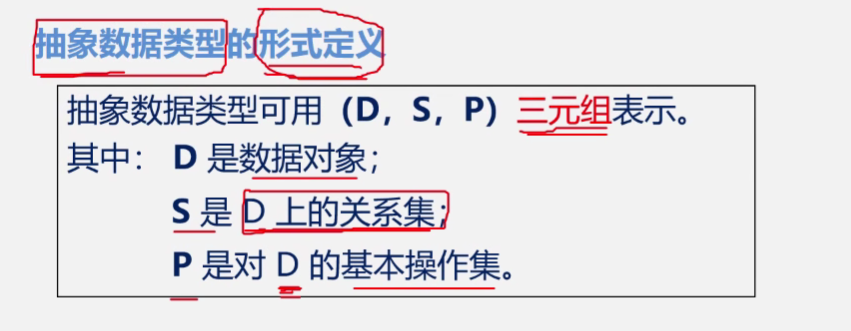 抽象数据类型的形式定义
抽象数据类型可用（D，S，P）三元组表示。
其中： D 是数据对象；
S 是 D 上的关系集；
P 是对 D 的基本操作集。